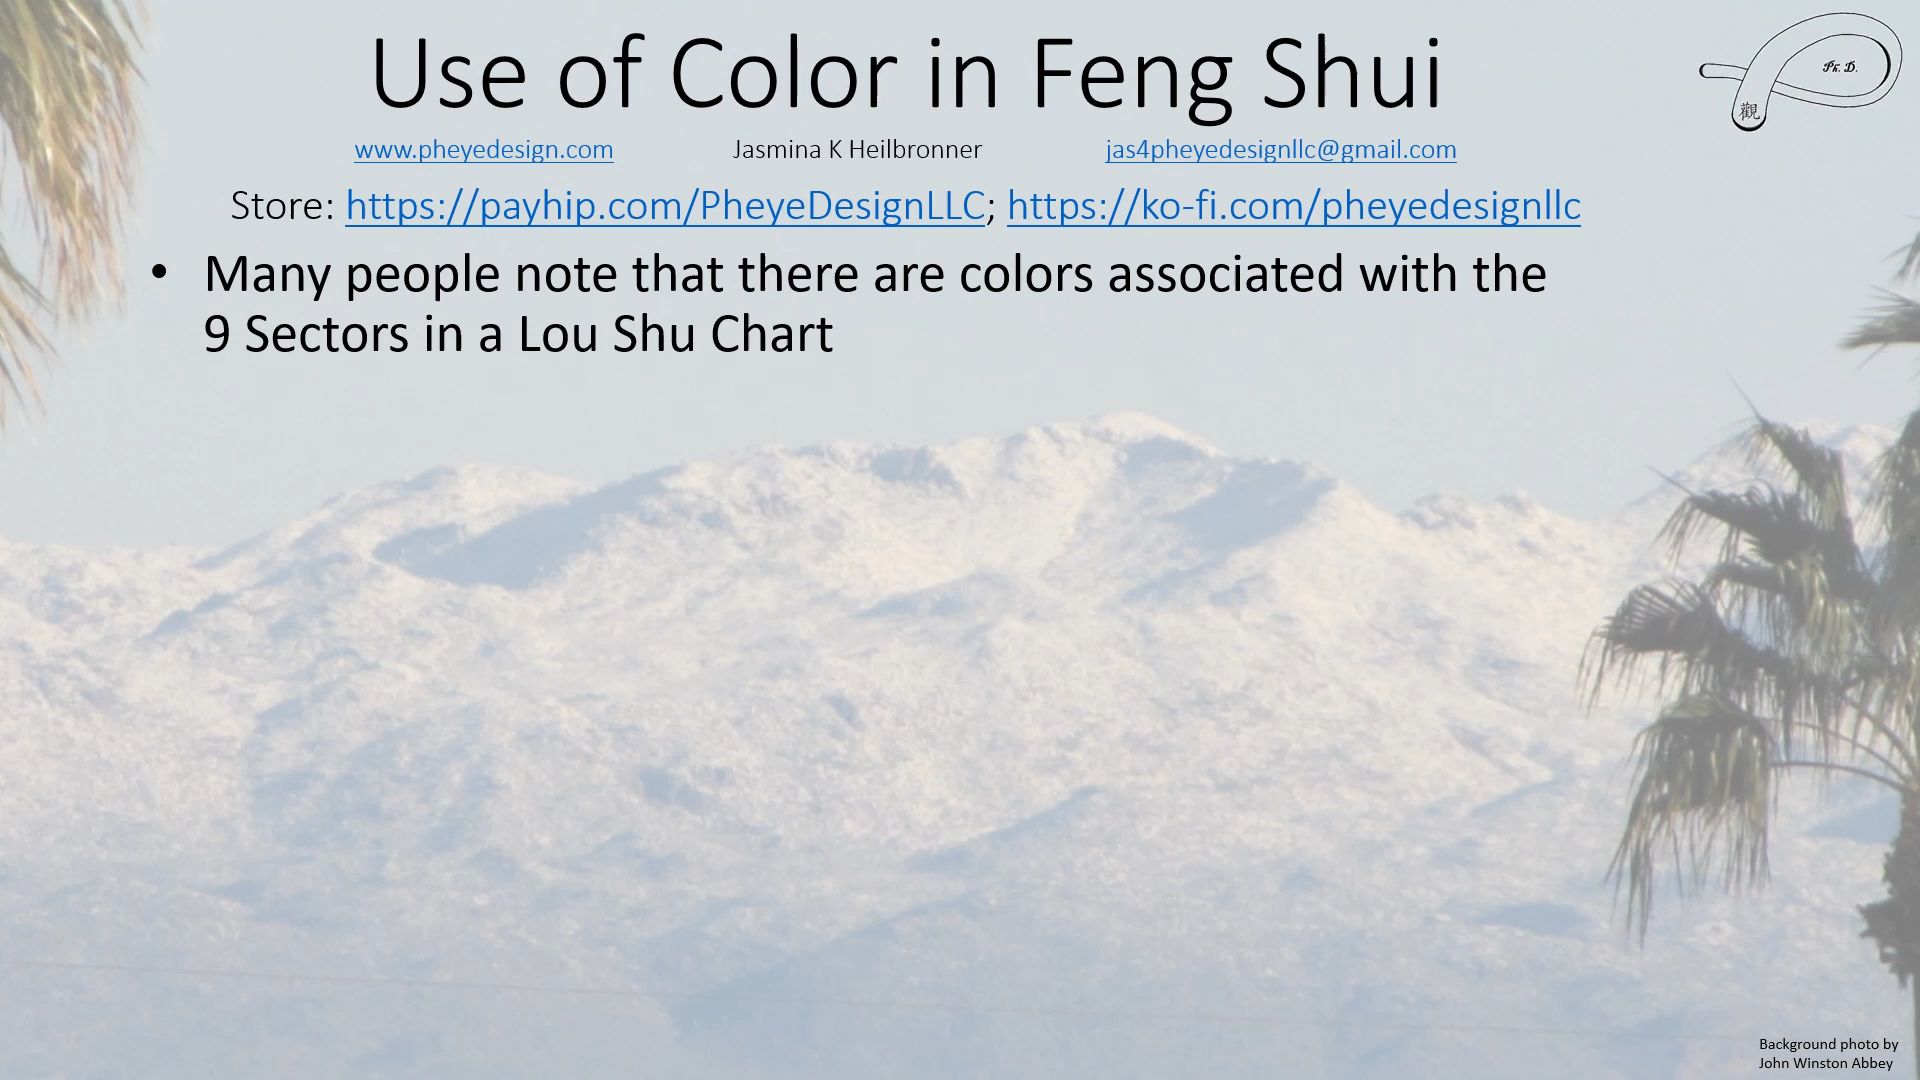 Use of Color in Feng Shui
Ph. D.
觀
www.pheyedesign.com Jasmina K Heilbronner jas4pheyedesignllc@gmail.com
Store: https://payhip.com/PheyeDesignLLC; https://ko-fi.com/pheyedesignllc
• Many people note that there are colors associated with the
9 Sectors in a Lou Shu Chart
Background photo by
John Winston Abbey